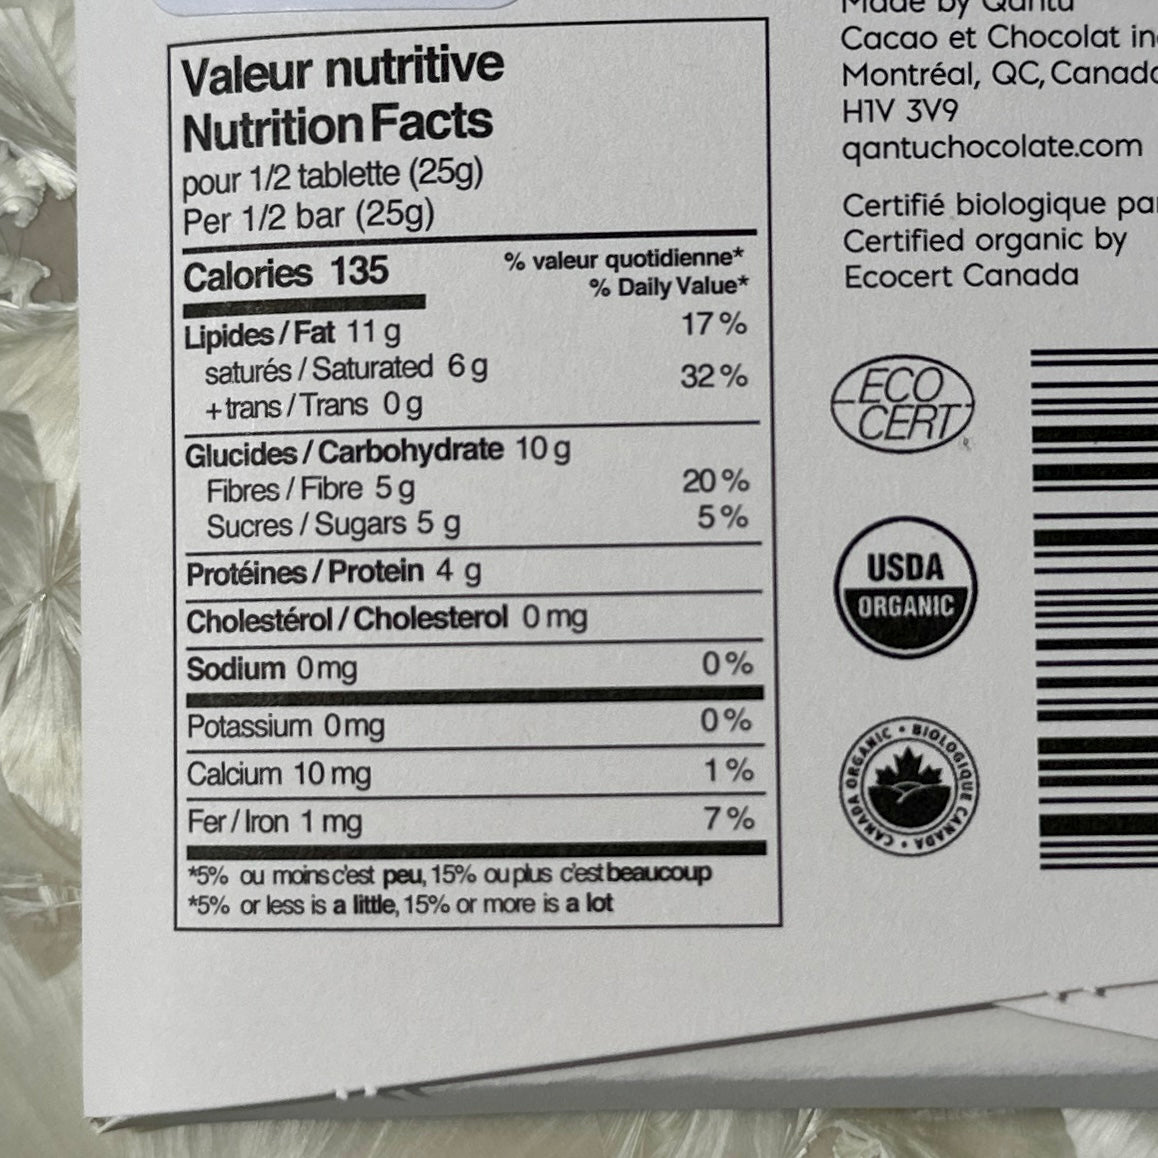 Valeur nutritive
Nutrition Facts
pour 1/2 tablette (25g)
Per 1/2 bar (25g)
Calories 135
% valeur quotidienne*
% Daily Value*
Lipides / Fat 11 g 17 %
saturés / Saturated 6 g
+ trans / Trans 0 g
32 %
Glucides / Carbohydrate 10 g
Fibres / Fibre 5 g 20 %
Sucres / Sugars 5 g 5 %
Protéines / Protein 4 g
Cholestérol / Cholesterol 0 mg
Sodium 0 mg 0 %
Potassium 0 mg 0 %
Calcium 10 mg 1 %
Fer / Iron 1 mg 7 %
*5% ou moins c'est peu, 15% ou plus c'est beaucoup
*5% or less is a little, 15% or more is a lot
Made by Qantu
Cacao et Chocolat
Montréal, QC, Canada
H1V 3V9
qantuchocolate.com
Certifié biologique
Certified organic by
Ecocert Canada
ECO
CERT
USDA
ORGANIC
CANADA ORGANIC • BIOLOGIQUE CANADA •